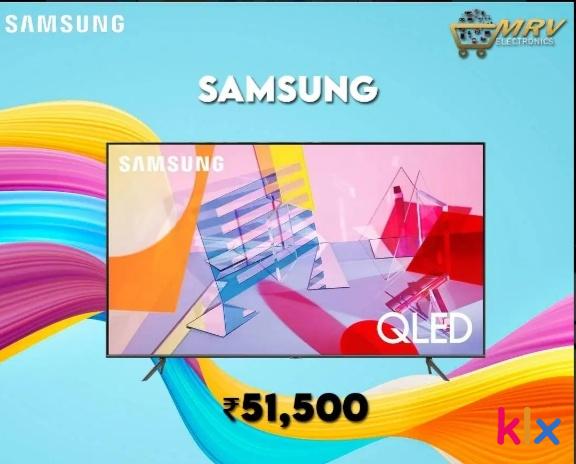 SAMSUNG
MRV
ELECTRONICS
SAMSUNG
SAMSUNG
QLED
₹51,500
klx